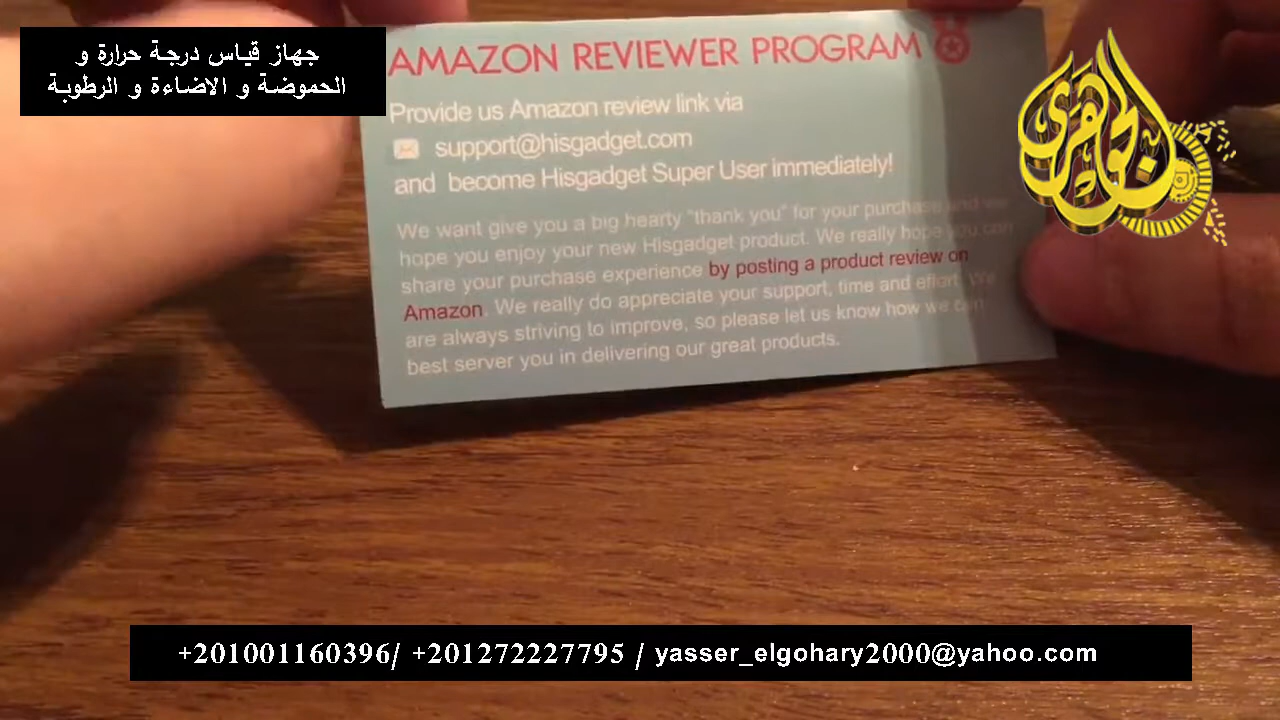 جهاز قياس درجة حرارة و
الحموضة و الاضاءة و الرطوبة
الجوهري
AMAZON REVIEWER PROGRAM
Provide us Amazon review link via
support@hisgadget.com
and become Hisgadget Super User immediately!
We want give you a big hearty "thank you" for your purchase and we
hope you enjoy your new Hisgadget product. We really hope you can
share your purchase experience by posting a product review on
Amazon. We really do appreciate your support, time and effort. We
are always striving to improve, so please let us know how we can
best server you in delivering our great products.
+201001160396/ +201272227795 / yasser_elgohary2000@yahoo.com